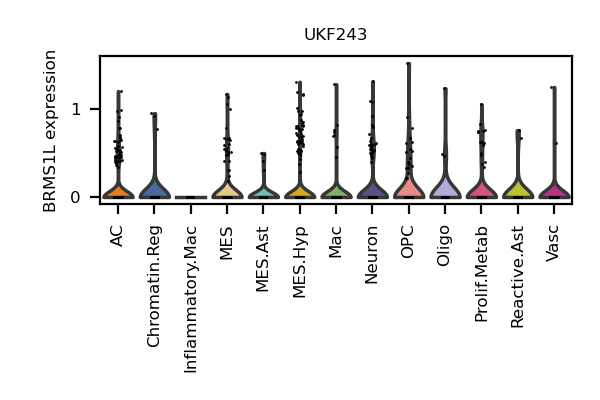 UKF243
BRMS1L expression
1
0
AC
Chromatin.Reg
Inflammatory.Mac
MES
MES.Ast
MES.Hyp
Mac
Neuron
OPC
Oligo
Prolif.Metab
Reactive.Ast
Vasc